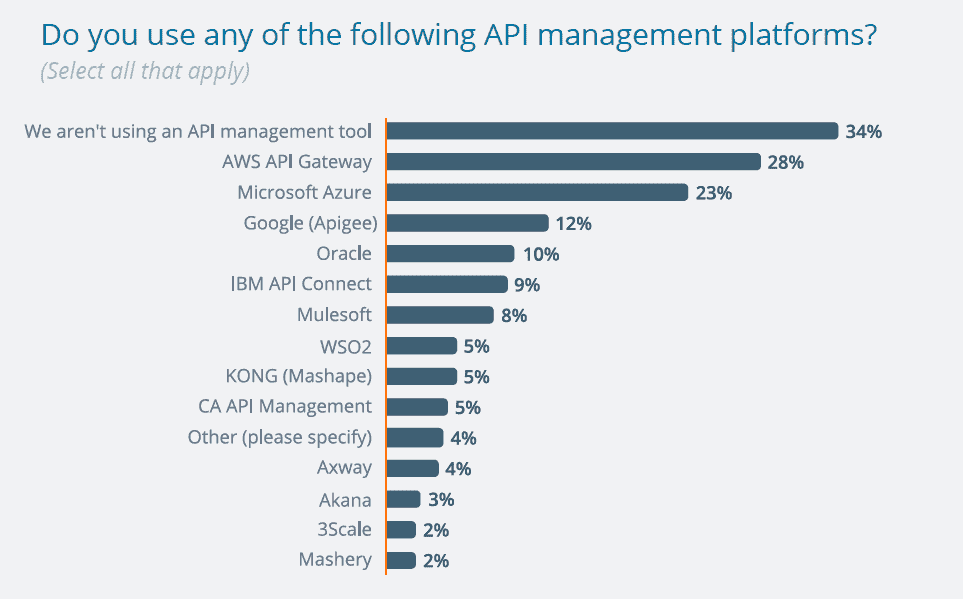 Do you use any of the following API management platforms?
(Select all that apply)
We aren't using an API management tool 34%
AWS API Gateway 28%
Microsoft Azure 23%
Google (Apigee) 12%
Oracle 10%
IBM API Connect 9%
Mulesoft 8%
WSO2 5%
KONG (Mashape) 5%
CA API Management 5%
Other (please specify) 4%
Axway 4%
Akana 3%
3Scale 2%
Mashery 2%